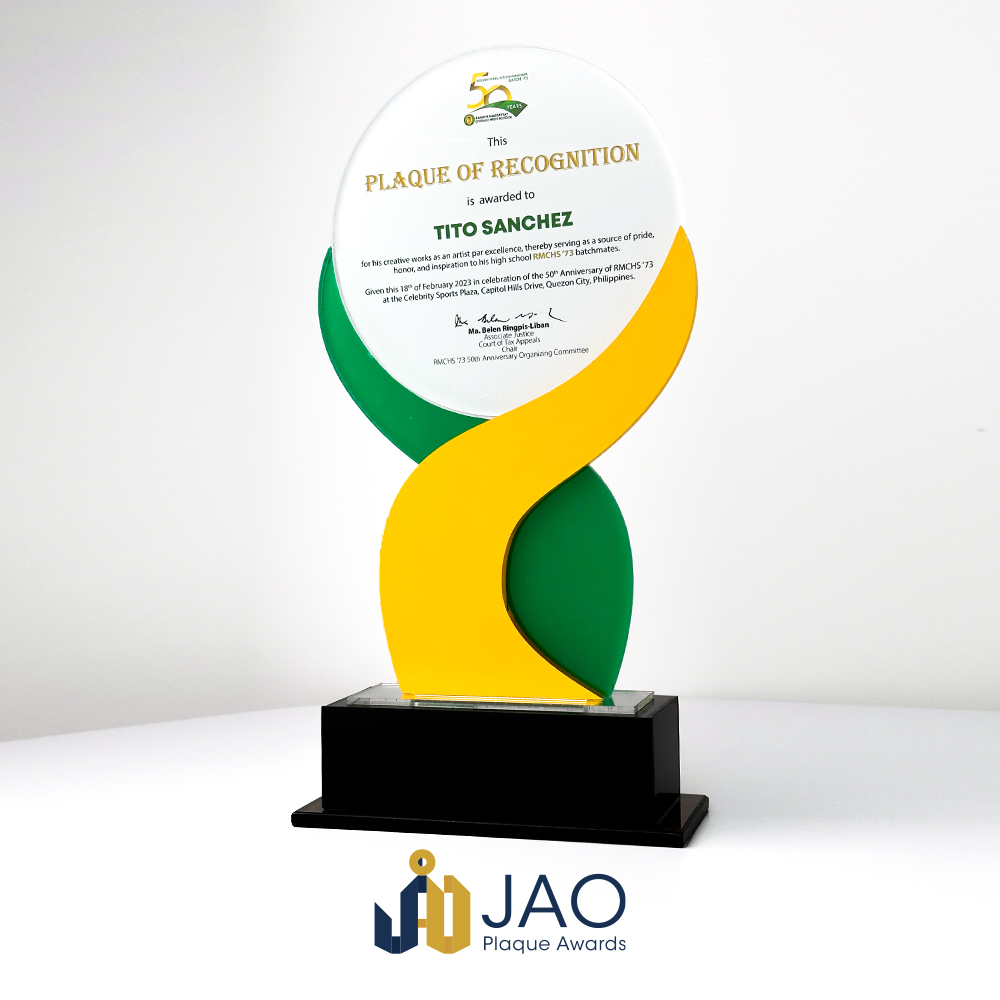 50
BATCH '73
YEARS
This
PLAQUE OF RECOGNITION
is awarded to
TITO SANCHEZ
for his creative works as an artist par excellence, thereby serving as a source of pride,
honor, and inspiration to his high school RMCHS '73 batchmates.
Given this 18th of February 2023 in celebration of the 50th Anniversary of RMCHS '73
at the Celebrity Sports Plaza, Capitol Hills Drive, Quezon City, Philippines.
Ma. Belen Ringpis-Liban
Associate Justice
Court of Tax Appeals
Chair
RMCHS '73 50th Anniversary Organizing Committee
JAO
Plaque Awards